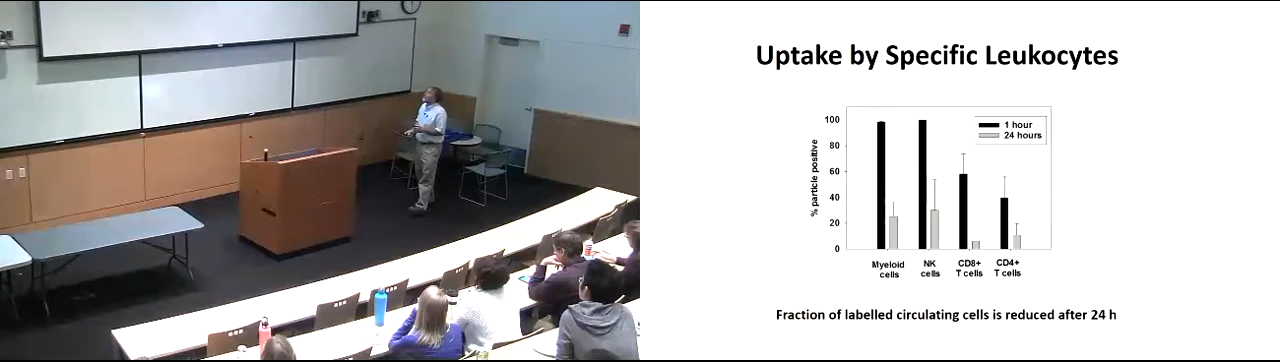 Uptake by Specific Leukocytes
100
80
60
40
20
0
% particle positive
1 hour
24 hours
Myeloid cells
NK cells
CD8+ T cells
CD4+ T cells
Fraction of labelled circulating cells is reduced after 24 h